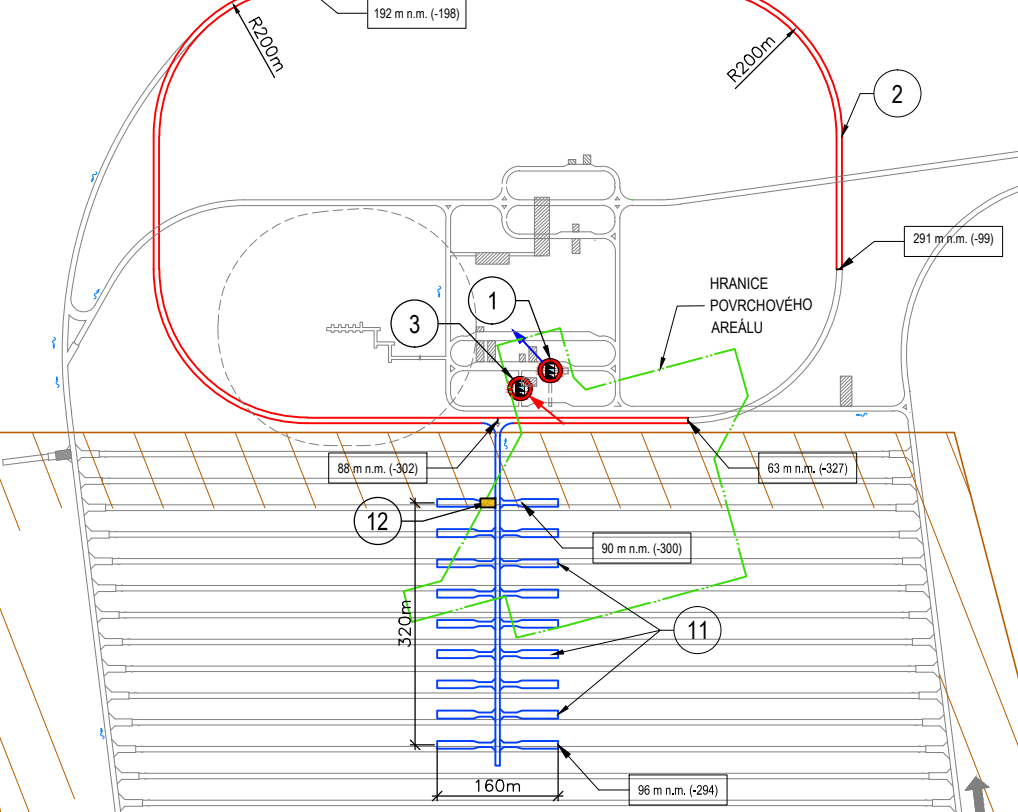 192 m n.m. (-198)
R200m
R200m
2
291 m n.m. (-99)
HRANICE
POVRCHOVÉHO
AREÁLU
1
3
88 m n.m. (-302)
63 m n.m. (-327)
12
90 m n.m. (-300)
320m
11
160m
96 m n.m. (-294)